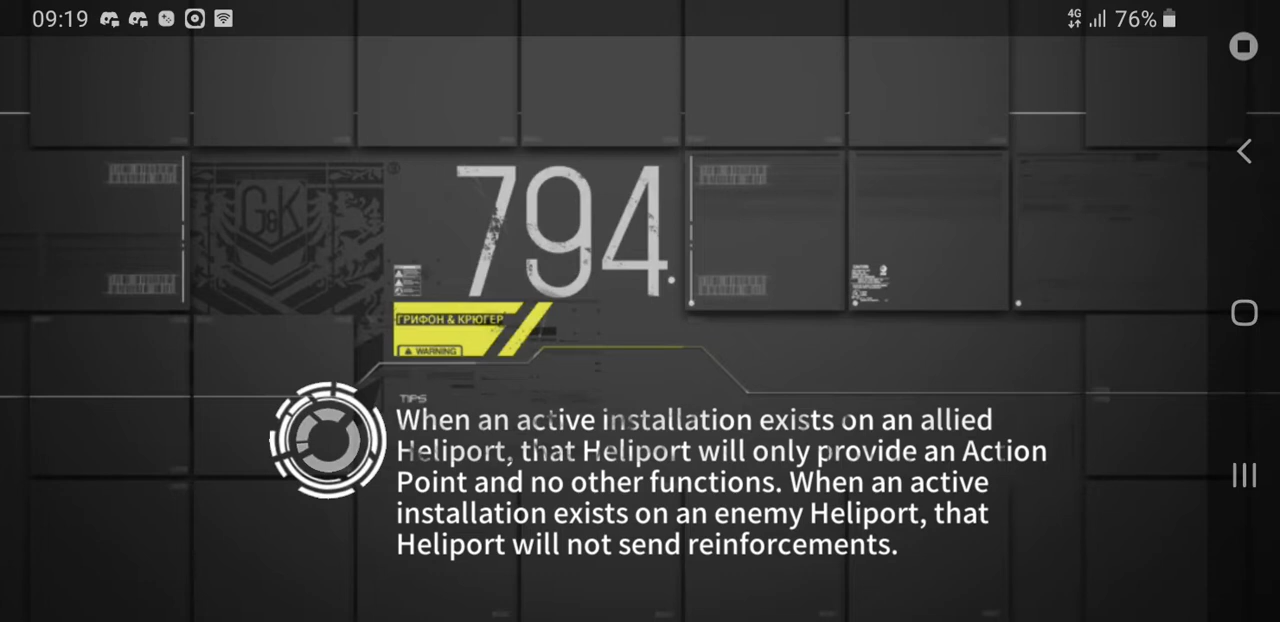 09:19
4G
76%
G&K
794.
ГРИФОН & КРЮГЕР
WARNING
TIPS
When an active installation exists on an allied
Heliport, that Heliport will only provide an Action
Point and no other functions. When an active
installation exists on an enemy Heliport, that
Heliport will not send reinforcements.